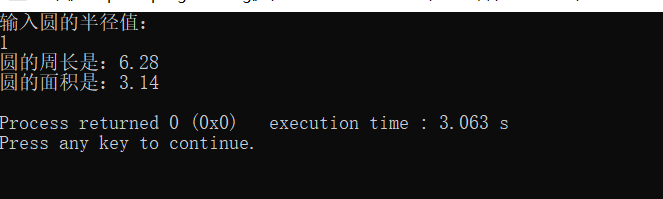 输入圆的半径值：
1
圆的周长是：6.28
圆的面积是：3.14
Process returned 0 (0x0)   execution time : 3.063 s
Press any key to continue.